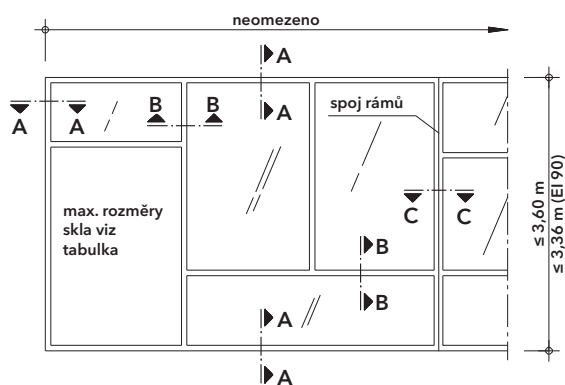 neomezeno
A
A A B B A
spoj rámů
C C
max. rozměry
skla viz
tabulka
B
B
A
A
≤ 3,60 m
≤ 3,36 m (EI 90)